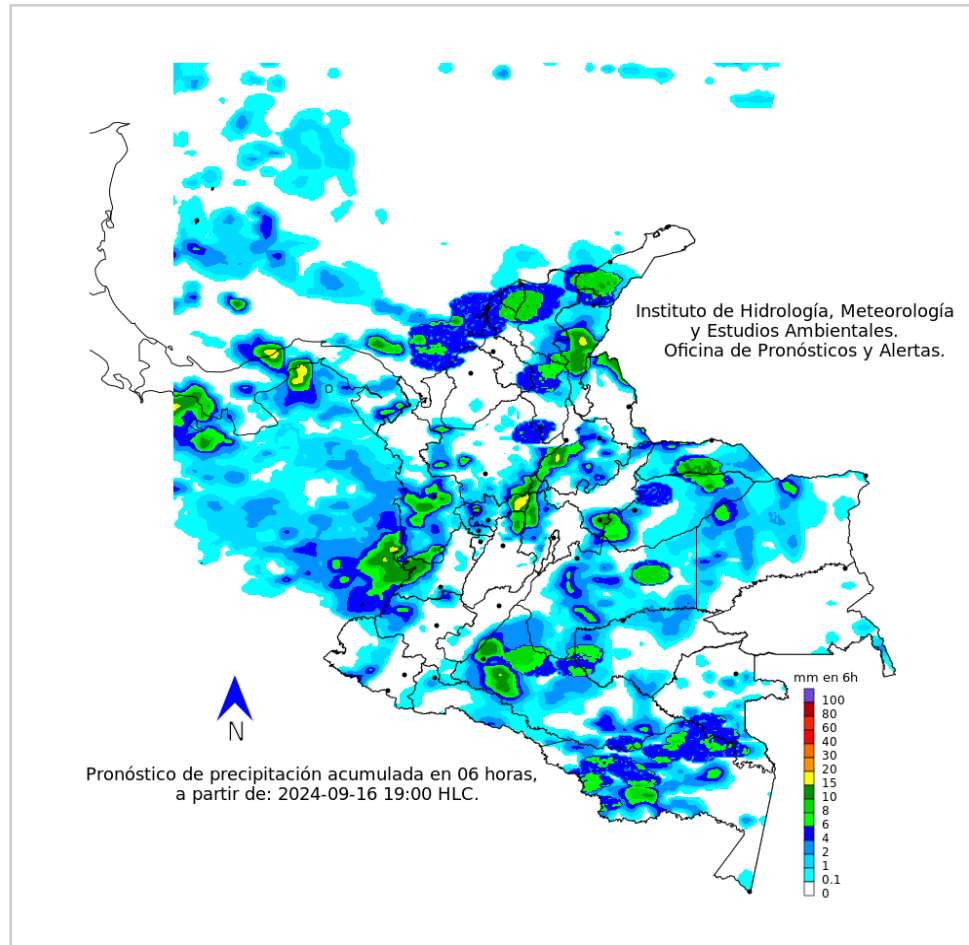 Instituto de Hidrología, Meteorología
y Estudios Ambientales.
Oficina de Pronósticos y Alertas.
mm en 6h
100
80
60
40
30
20
15
10
8
6
4
2
1
0.1
0
N
Pronóstico de precipitación acumulada en 06 horas,
a partir de: 2024-09-16 19:00 HLC.